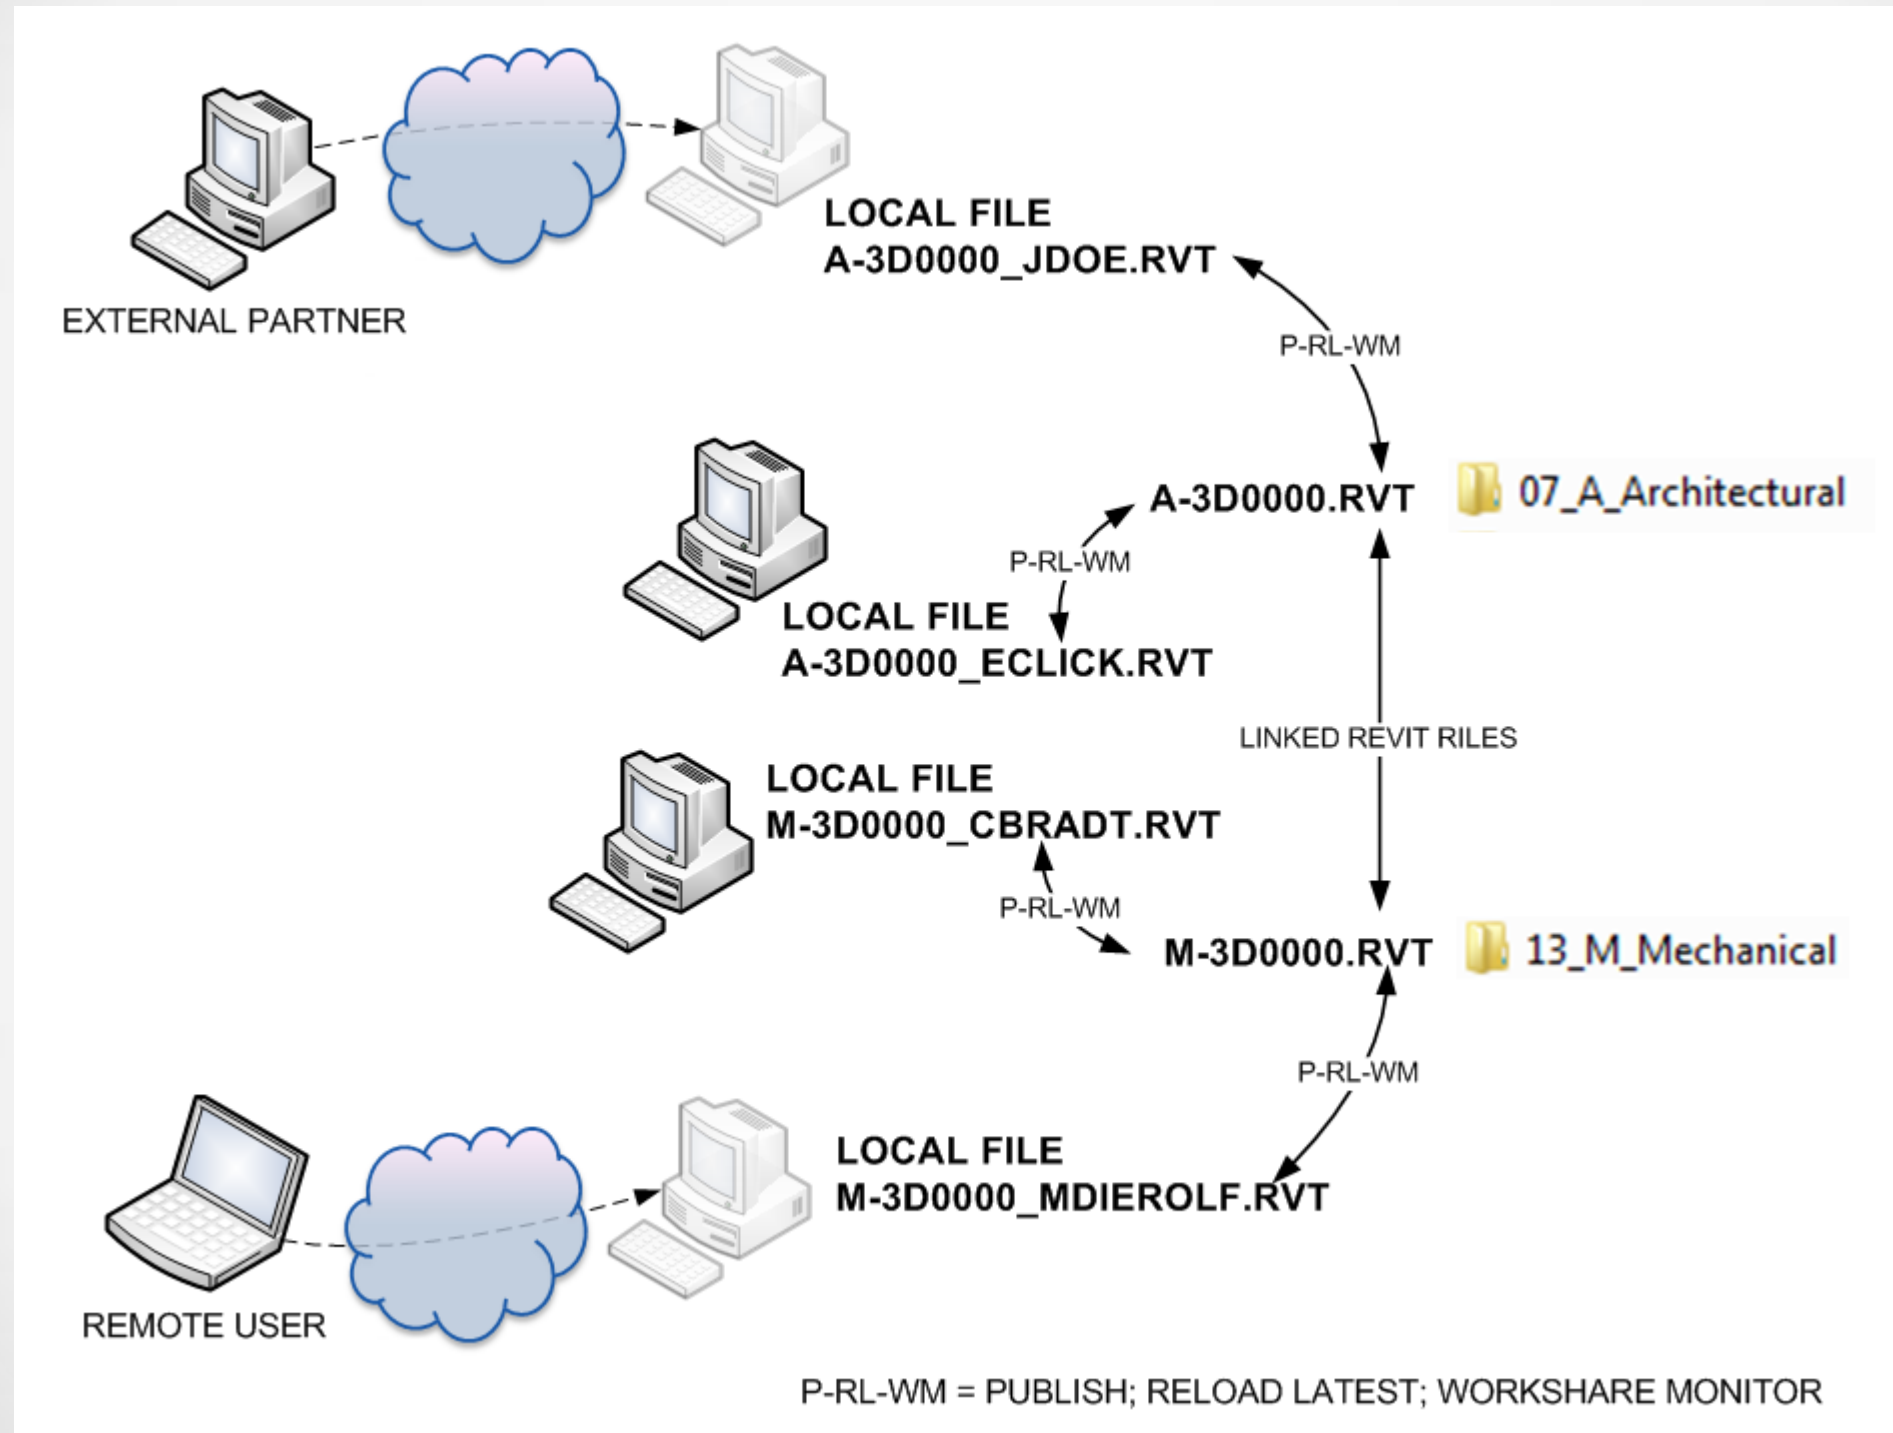 LOCAL FILE
A-3D0000_JDOE.RVT
EXTERNAL PARTNER
P-RL-WM
A-3D0000.RVT
07_A_Architectural
P-RL-WM
LOCAL FILE
A-3D0000_ECLICK.RVT
LINKED REVIT RILES
LOCAL FILE
M-3D0000_CBRADT.RVT
P-RL-WM
M-3D0000.RVT
13_M_Mechanical
P-RL-WM
LOCAL FILE
M-3D0000_MDIEROLF.RVT
REMOTE USER
P-RL-WM = PUBLISH; RELOAD LATEST; WORKSHARE MONITOR